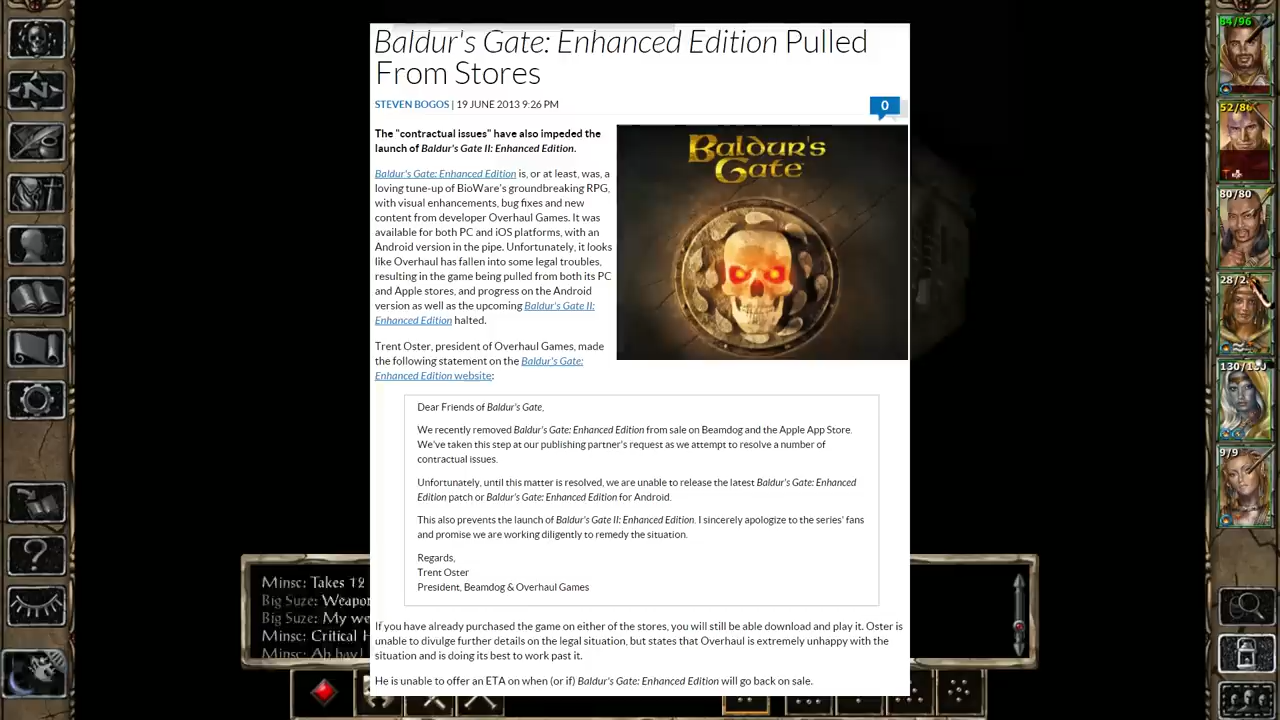 Baldur's Gate: Enhanced Edition Pulled
From Stores
STEVEN BOGOS | 19 JUNE 2013 9:26 PM
0
The "contractual issues" have also impeded the
launch of Baldur's Gate II: Enhanced Edition.
Baldur's Gate: Enhanced Edition is, or at least, was, a
loving tune-up of BioWare's groundbreaking RPG,
with visual enhancements, bug fixes and new
content from developer Overhaul Games. It was
available for both PC and iOS platforms, with an
Android version in the pipe. Unfortunately, it looks
like Overhaul has fallen into some legal troubles,
resulting in the game being pulled from both its PC
and Apple stores, and progress on the Android
version as well as the upcoming Baldur's Gate II:
Enhanced Edition halted.
Trent Oster, president of Overhaul Games, made
the following statement on the Baldur's Gate:
Enhanced Edition website:
Baldur's
Gate
Dear Friends of Baldur's Gate,
We recently removed Baldur's Gate: Enhanced Edition from sale on Beamdog and the Apple App Store.
We've taken this step at our publishing partner's request as we attempt to resolve a number of
contractual issues.
Unfortunately, until this matter is resolved, we are unable to release the latest Baldur's Gate: Enhanced
Edition patch or Baldur's Gate: Enhanced Edition for Android.
This also prevents the launch of Baldur's Gate II: Enhanced Edition. I sincerely apologize to the series' fans
and promise we are working diligently to remedy the situation.
Regards,
Trent Oster
President, Beamdog & Overhaul Games
If you have already purchased the game on either of the stores, you will still be able download and play it. Oster is
unable to divulge further details on the legal situation, but states that Overhaul is extremely unhappy with the
situation and is doing its best to work past it.
He is unable to offer an ETA on when (or if) Baldur's Gate: Enhanced Edition will go back on sale.
Minsc: Takes 12
Big Suze: Weapon
Big Suze: My we
Minsc: Critical H
Minsc: Ah bay!
84/96
52/86
80/80
9/9